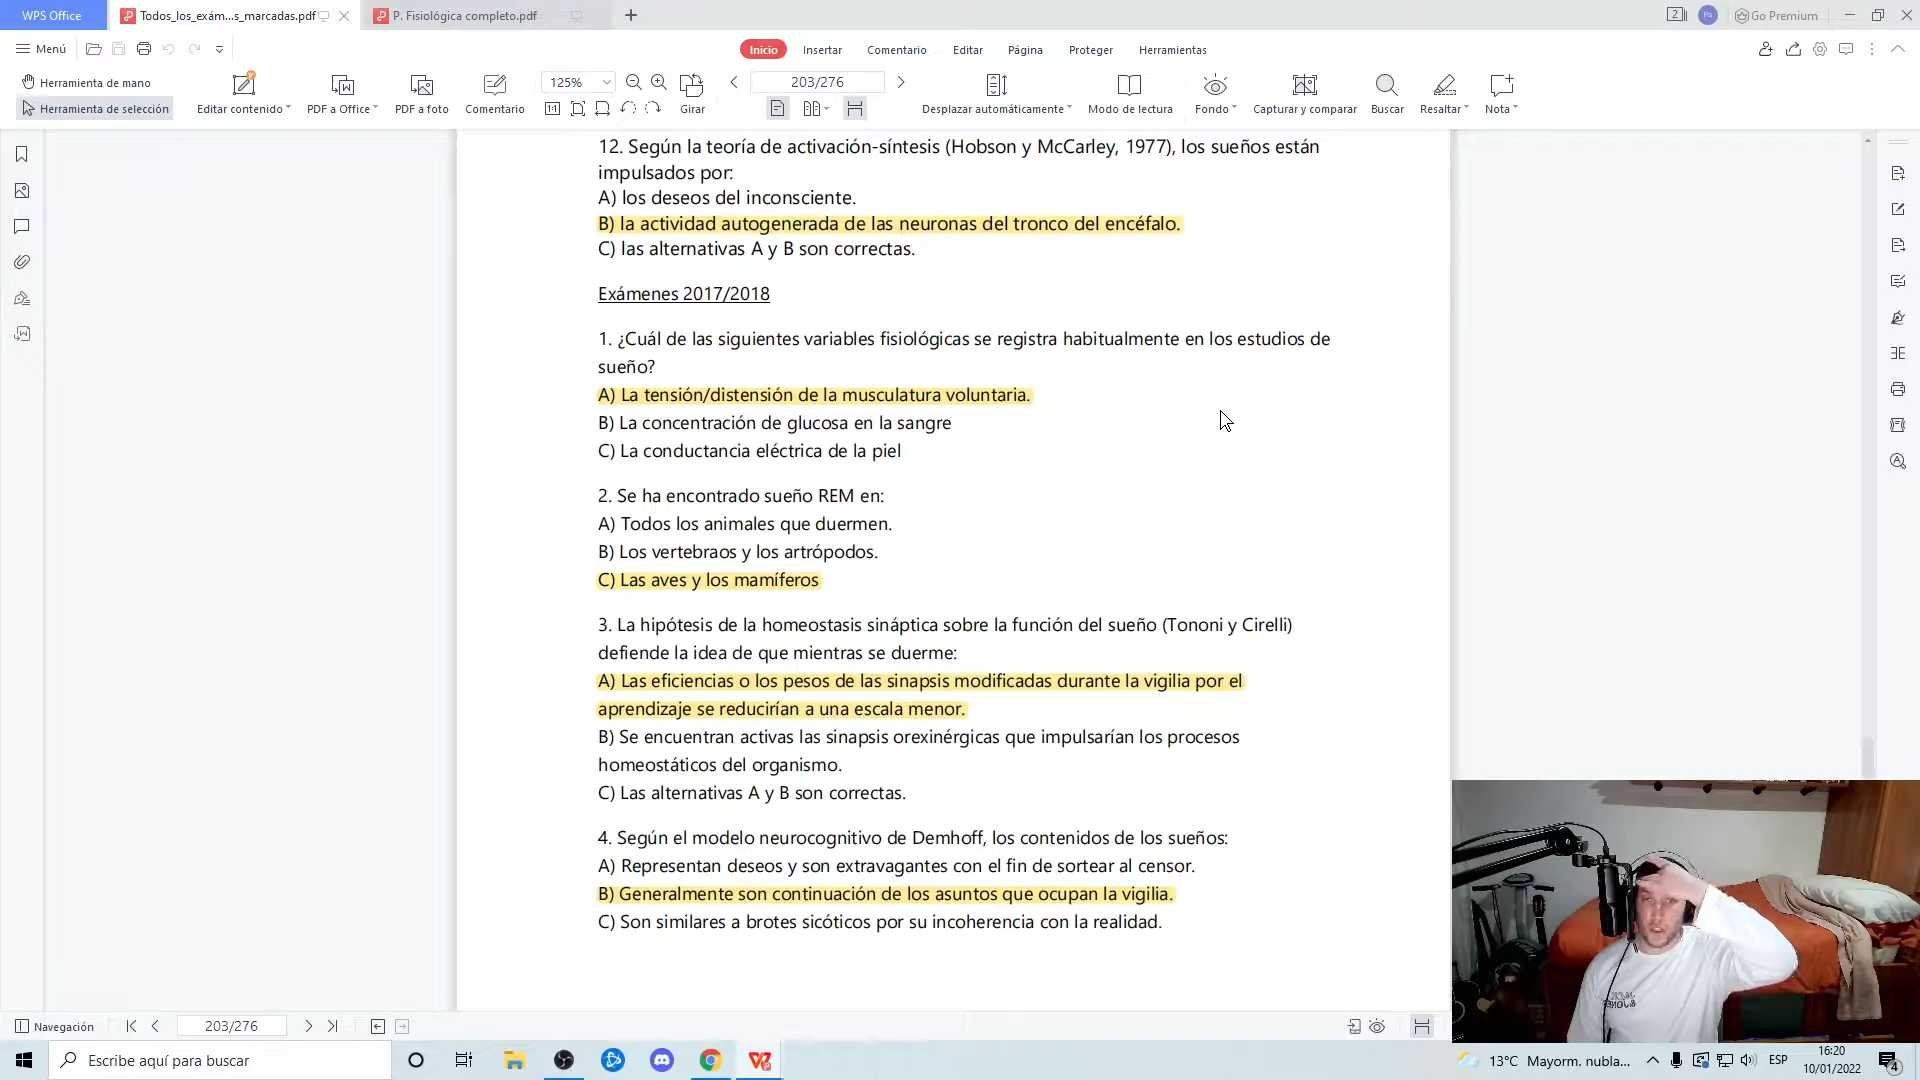 WPS Office
Todos_los_exám...s_marcadas.pdf
P. Fisiológica completo.pdf
2
Ps
Go Premium
Menú
Inicio
Insertar
Comentario
Editar
Página
Proteger
Herramientas
Herramienta de mano
Herramienta de selección
Editar contenido
PDF a Office
PDF a foto
Comentario
125%
Girar
203/276
Desplazar automáticamente
Modo de lectura
Fondo
Capturar y comparar
Buscar
Resaltar
Nota
12. Según la teoría de activación-síntesis (Hobson y McCarley, 1977), los sueños están
impulsados por:
A) los deseos del inconsciente.
B) la actividad autogenerada de las neuronas del tronco del encéfalo.
C) las alternativas A y B son correctas.
Exámenes 2017/2018
1. ¿Cuál de las siguientes variables fisiológicas se registra habitualmente en los estudios de
sueño?
A) La tensión/distensión de la musculatura voluntaria.
B) La concentración de glucosa en la sangre
C) La conductancia eléctrica de la piel
2. Se ha encontrado sueño REM en:
A) Todos los animales que duermen.
B) Los vertebraos y los artrópodos.
C) Las aves y los mamíferos
3. La hipótesis de la homeostasis sináptica sobre la función del sueño (Tononi y Cirelli)
defiende la idea de que mientras se duerme:
A) Las eficiencias o los pesos de las sinapsis modificadas durante la vigilia por el
aprendizaje se reducirían a una escala menor.
B) Se encuentran activas las sinapsis orexinérgicas que impulsarían los procesos
homeostáticos del organismo.
C) Las alternativas A y B son correctas.
4. Según el modelo neurocognitivo de Demhoff, los contenidos de los sueños:
A) Representan deseos y son extravagantes con el fin de sortear al censor.
B) Generalmente son continuación de los asuntos que ocupan la vigilia.
C) Son similares a brotes sicóticos por su incoherencia con la realidad.
Navegación
203/276
Escribe aquí para buscar
13°C Mayorm. nubla...
ESP
16:20
10/01/2022
4